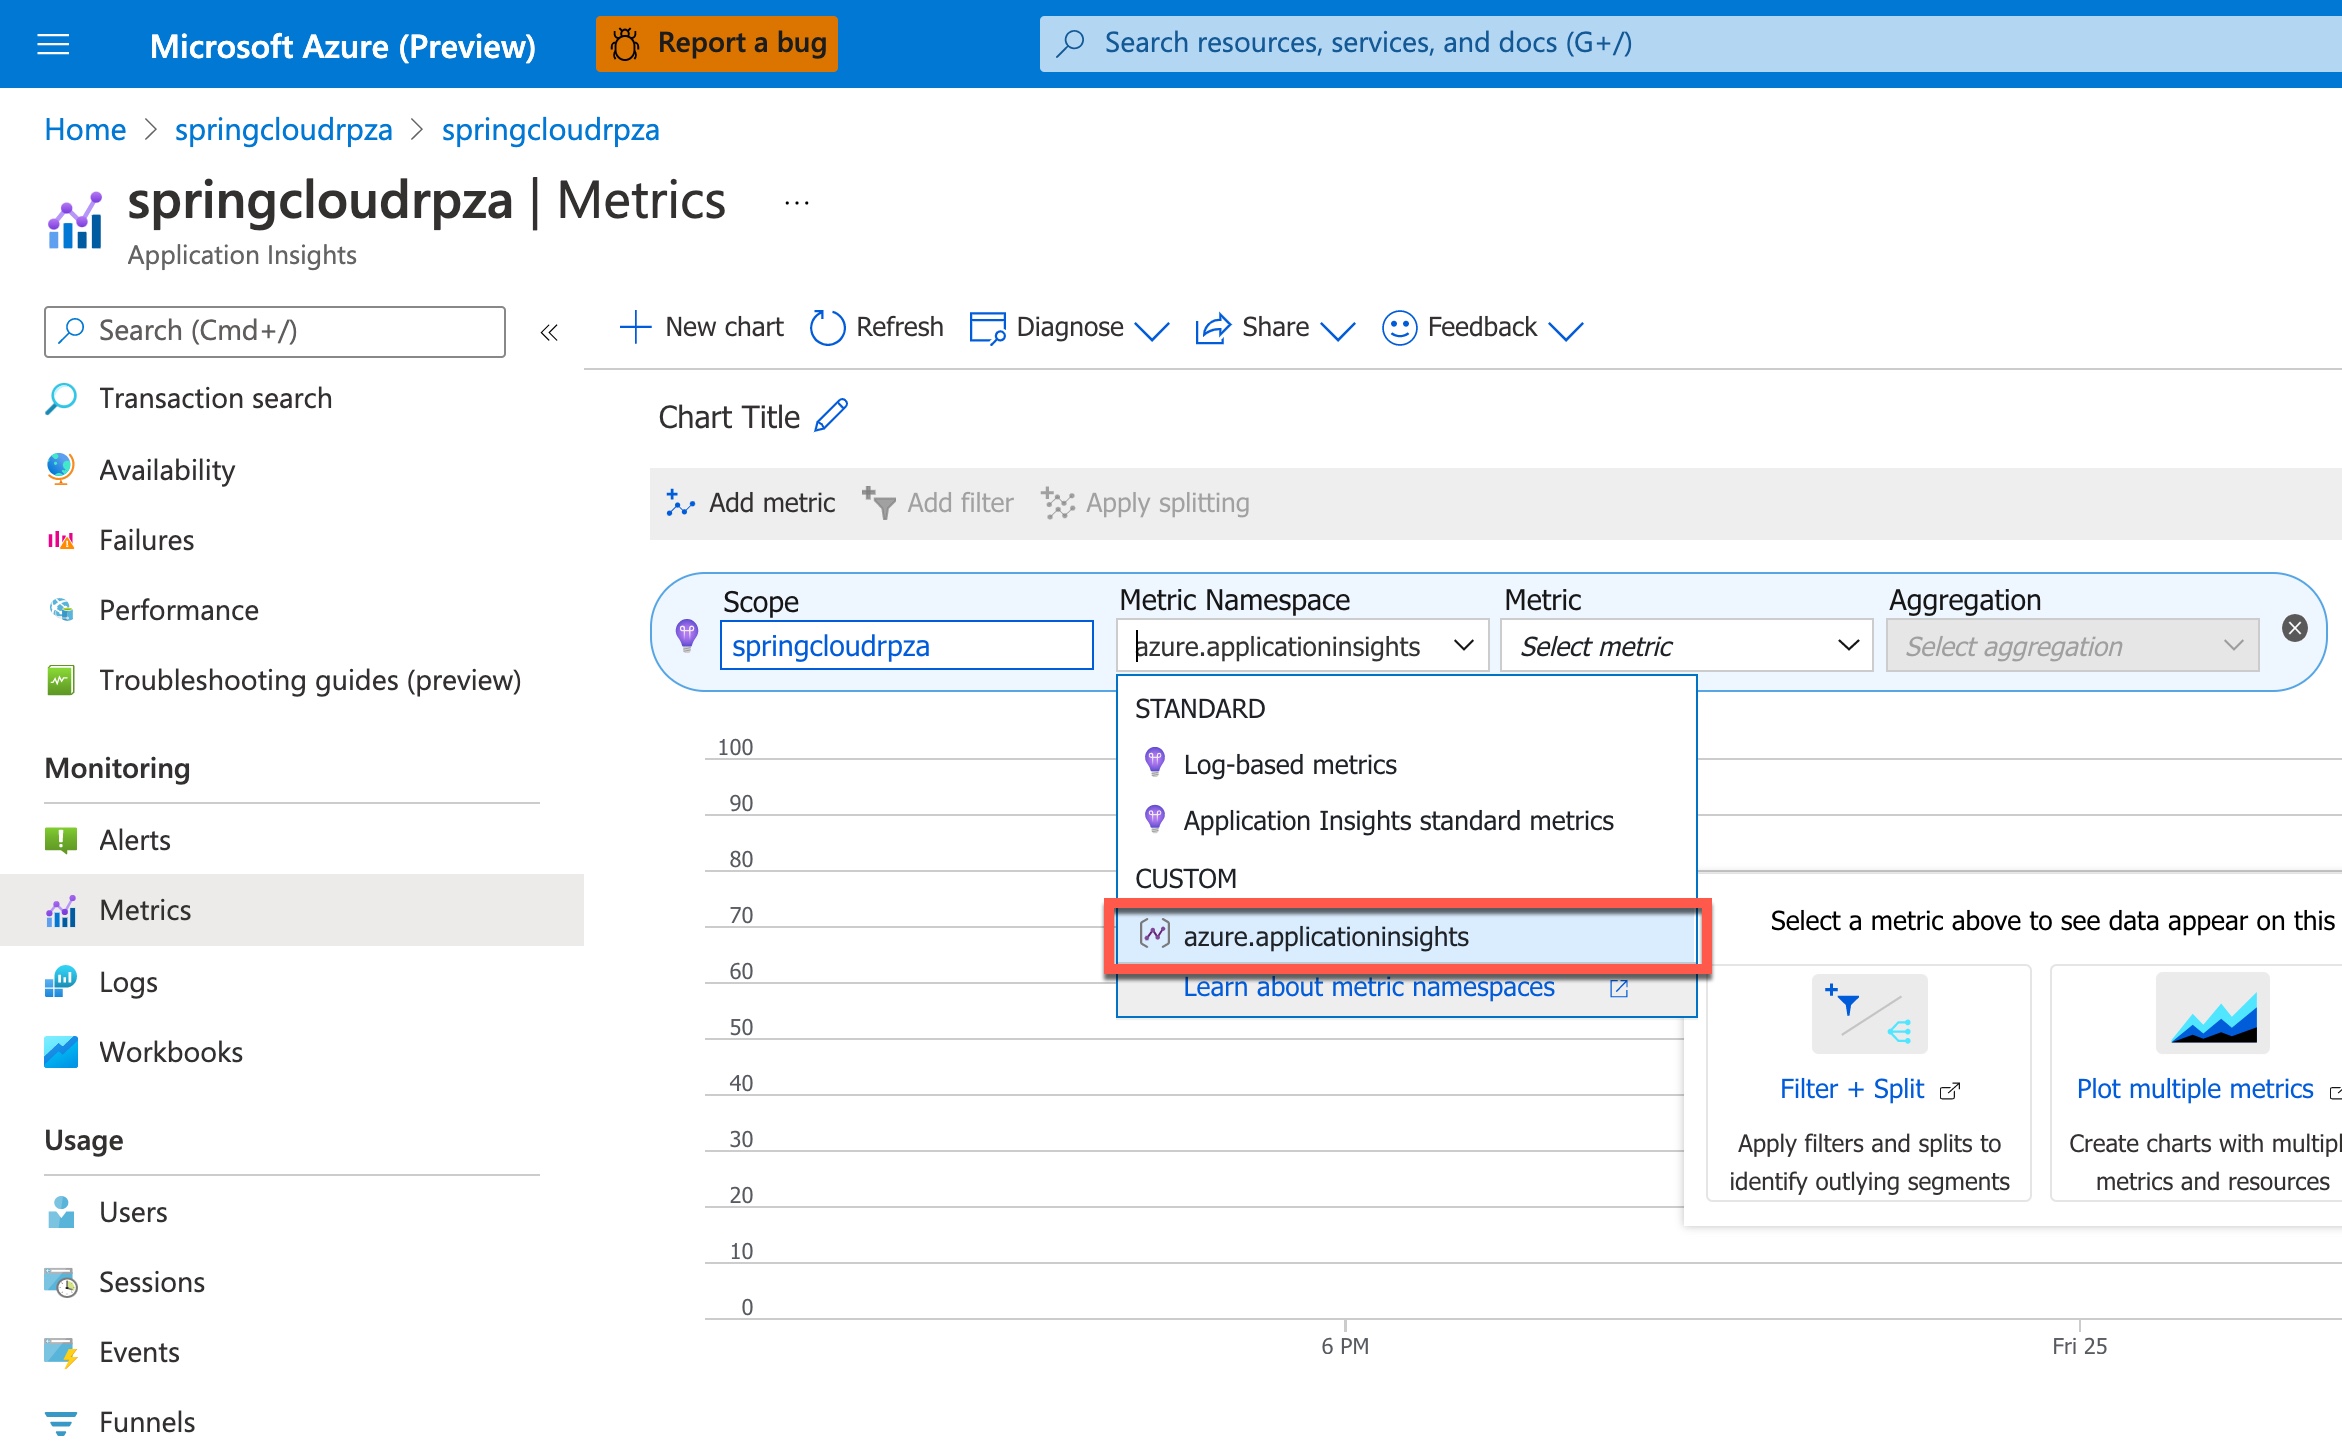 Microsoft Azure (Preview)
Report a bug
Search resources, services, and docs (G+/)
Home > springcloudrpza > springcloudrpza
springcloudrpza | Metrics ...
Application Insights
Search (Cmd+/)
«
New chart
Refresh
Diagnose
Share
Feedback
Transaction search
Availability
Failures
Performance
Troubleshooting guides (preview)
Monitoring
Alerts
Metrics
Logs
Workbooks
Usage
Users
Sessions
Events
Funnels
Chart Title
Add metric
Add filter
Apply splitting
Scope
springcloudrpza
Metric Namespace
azure.applicationinsights
Metric
Select metric
Aggregation
Select aggregation
STANDARD
Log-based metrics
Application Insights standard metrics
CUSTOM
azure.applicationinsights
Learn about metric namespaces
100
90
80
70
60
50
40
30
20
10
0
6 PM
Fri 25
Select a metric above to see data appear on this
Filter + Split
Apply filters and splits to
identify outlying segments
Plot multiple metrics
Create charts with multipl
metrics and resources